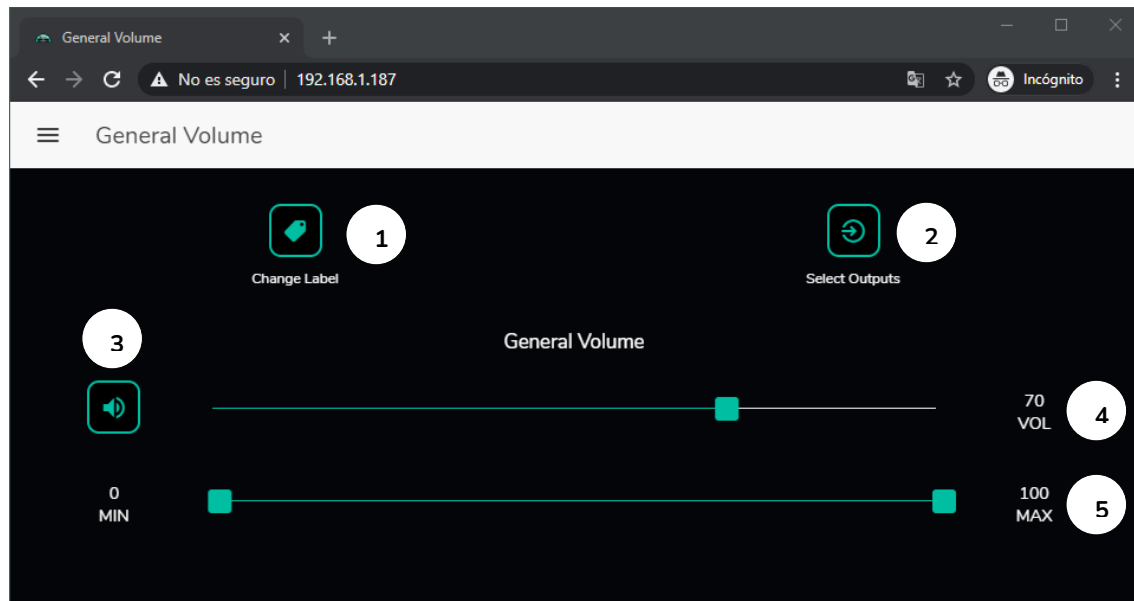 General Volume
No es seguro | 192.168.1.187
Incógnito
General Volume
1
2
Change Label
Select Outputs
3
General Volume
70
VOL
4
0
MIN
100
MAX
5